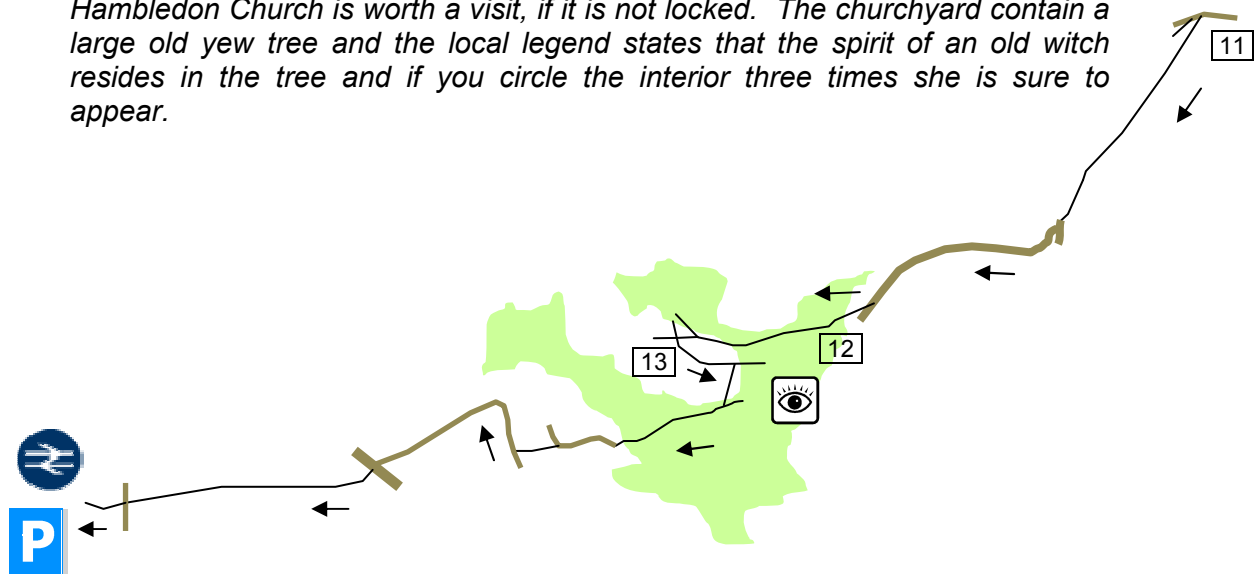 Hambledon Church is worth a visit, if it is not locked. The churchyard contain a
large old yew tree and the local legend states that the spirit of an old witch
resides in the tree and if you circle the interior three times she is sure to
appear.
11
12
13
P